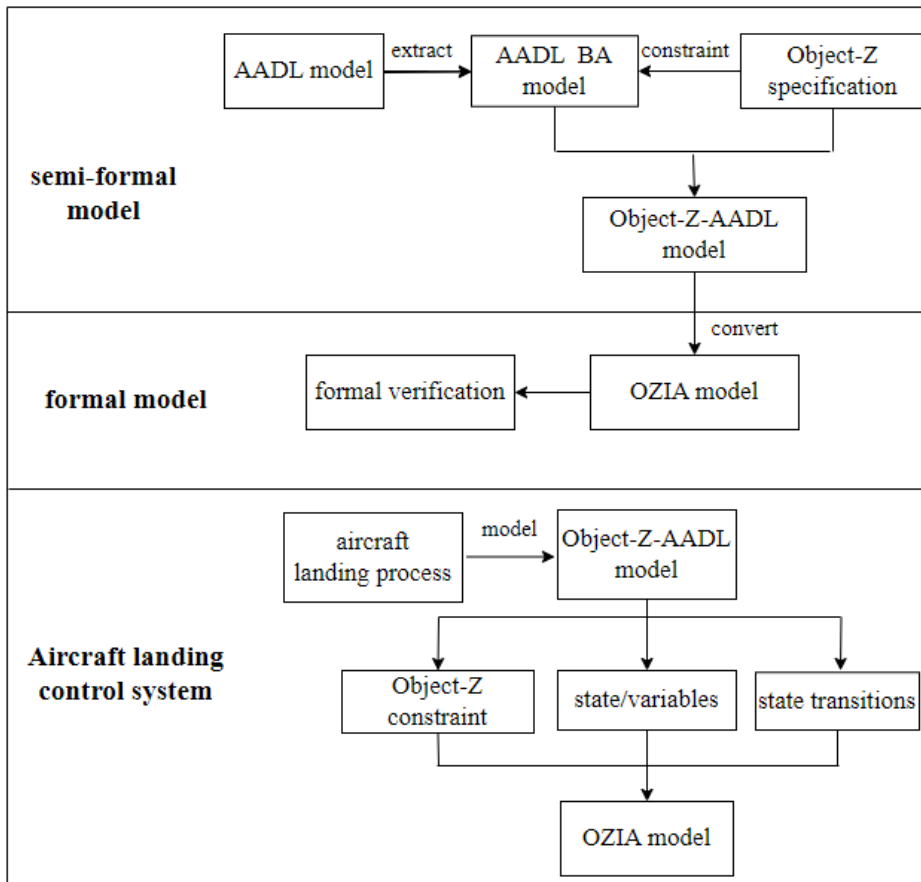 AADL model
extract
AADL BA
model
constraint
Object-Z
specification
semi-formal
model
Object-Z-AADL
model
convert
formal model
formal verification
OZIA model
aircraft
landing process
model
Object-Z-AADL
model
Aircraft landing
control system
Object-Z
constraint
state/variables
state transitions
OZIA model